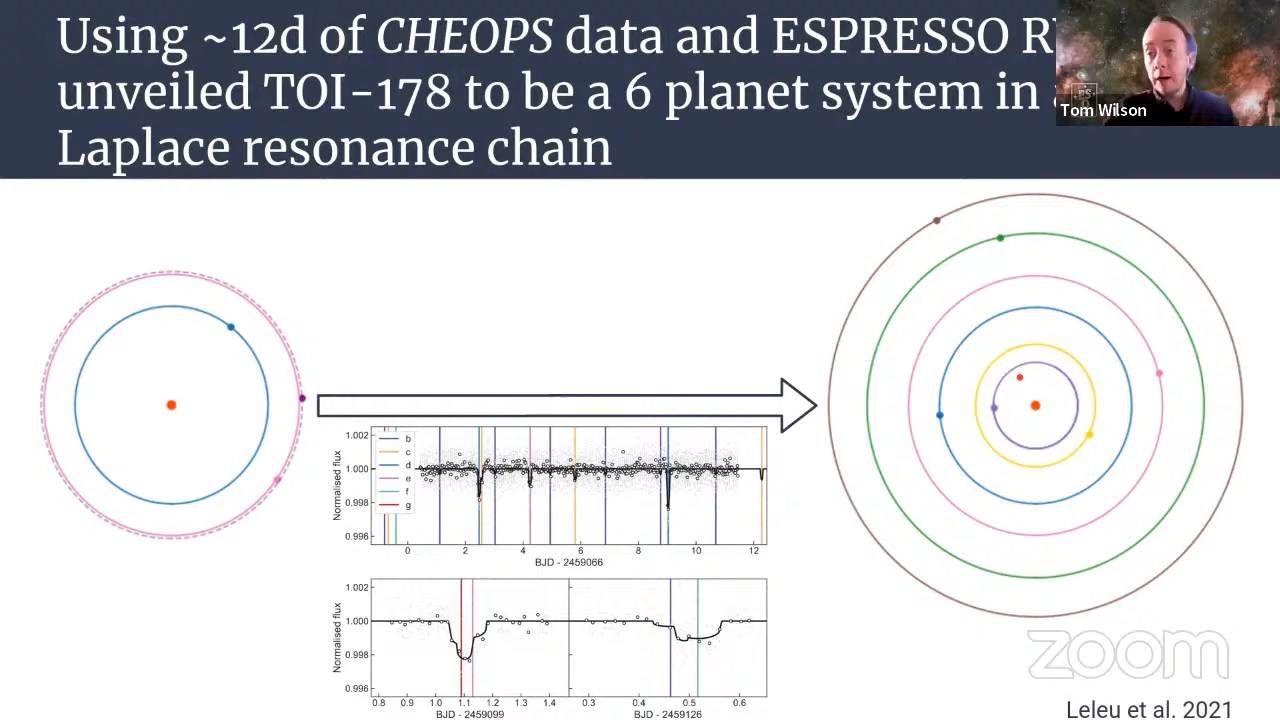 Using ~12d of CHEOPS data and ESPRESSO
unveiled TOI-178 to be a 6 planet system in
Laplace resonance chain
Tom Wilson
1.002
1.000
0.998
0.996
Normalised flux
b
c
d
e
f
g
0 2 4 6 8 10 12
BJD - 2459066
1.002
1.000
0.998
0.996
Normalised flux
0.8 0.9 1.0 1.1 1.2 1.3 1.4
BJD - 2459099
0.3 0.4 0.5 0.6
BJD - 2459126
zoom
Leleu et al. 2021